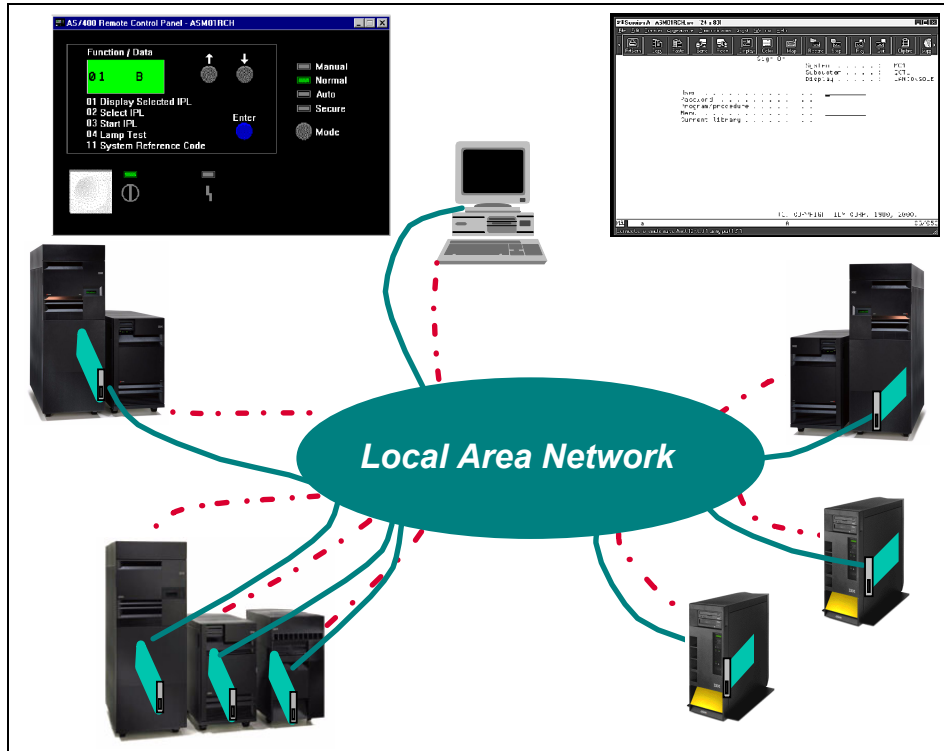 AS/400 Remote Control Panel - ASM01RCH
Function / Data
01 B
01 Display Selected IPL
02 Select IPL
03 Start IPL
04 Lamp Test
11 System Reference Code
Enter
Manual
Normal
Auto
Secure
Mode
Sign On
System . . . . . :
Subsystem . . . . :
Display . . . . . :
User . . . . . . . . . . . . . .
Password . . . . . . . . . . . .
Program/procedure . . . . . . . .
Menu . . . . . . . . . . . . . .
Current library . . . . . . . . .
1980, 2000.
Local Area Network